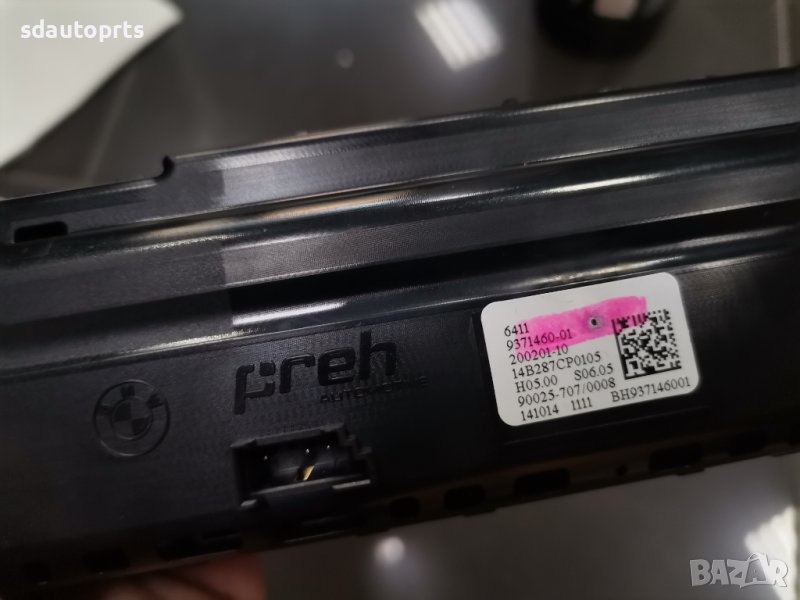 sdautoprts
preh
AUTOMOTIVE
6411
9371460-01
200201-10
14B287CP0105
H05.00 S06.05
90025-707/0008
141014 1111 BH937146001
BAZAR